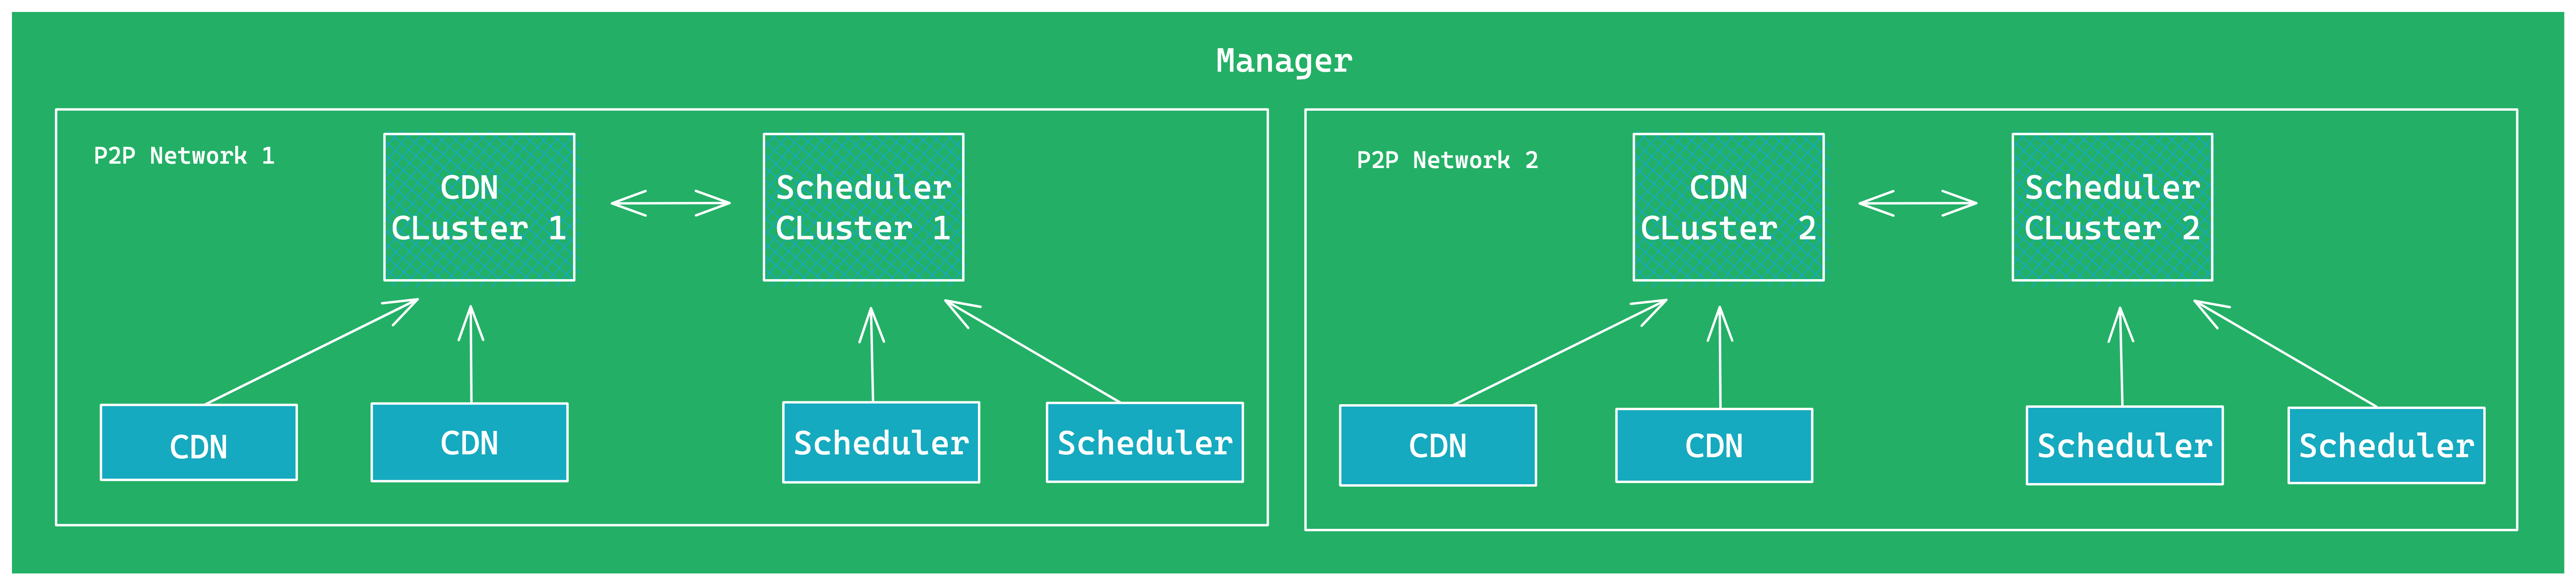 Manager
P2P Network 1
CDN
CLuster 1
Scheduler
CLuster 1
CDN
CDN
Scheduler
Scheduler
P2P Network 2
CDN
CLuster 2
Scheduler
CLuster 2
CDN
CDN
Scheduler
Scheduler